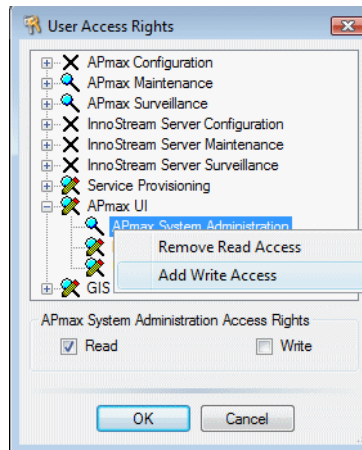 User Access Rights
APmax Configuration
APmax Maintenance
APmax Surveillance
InnoStream Server Configuration
InnoStream Server Maintenance
InnoStream Server Surveillance
Service Provisioning
APmax UI
APmax System Administration
Remove Read Access
Add Write Access
GIS
APmax System Administration Access Rights
Read Write
OK Cancel